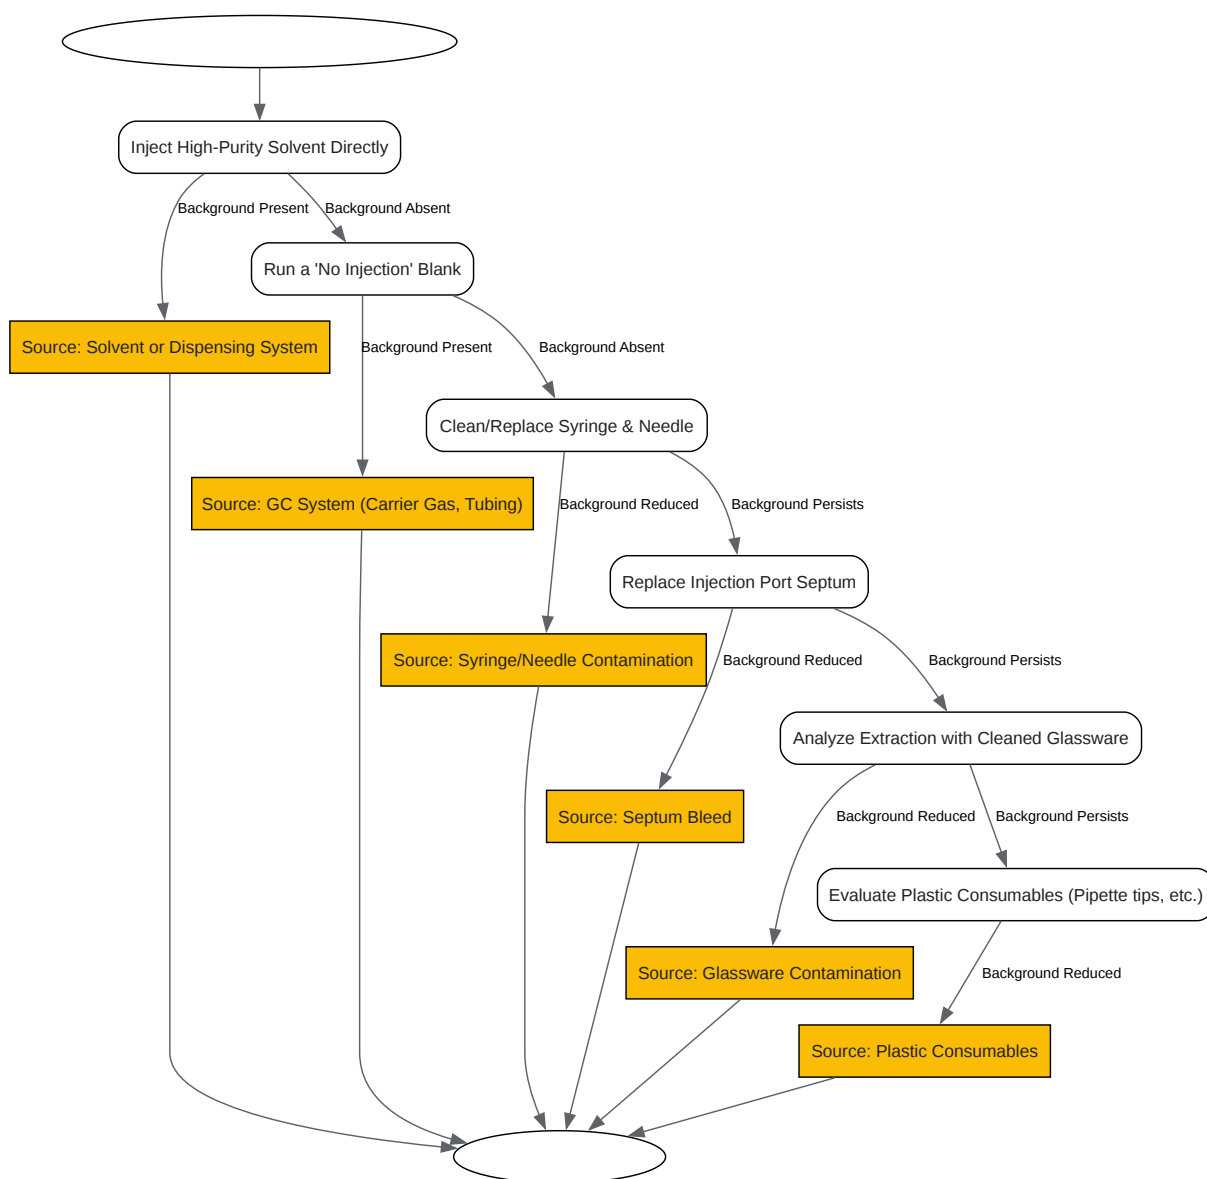 Inject High-Purity Solvent Directly
Background Present
Background Absent
Run a 'No Injection' Blank
Source: Solvent or Dispensing System
Background Present
Background Absent
Clean/Replace Syringe & Needle
Source: GC System (Carrier Gas, Tubing)
Background Reduced
Background Persists
Replace Injection Port Septum
Source: Syringe/Needle Contamination
Background Reduced
Background Persists
Analyze Extraction with Cleaned Glassware
Source: Septum Bleed
Background Reduced
Background Persists
Evaluate Plastic Consumables (Pipette tips, etc.)
Source: Glassware Contamination
Background Reduced
Source: Plastic Consumables